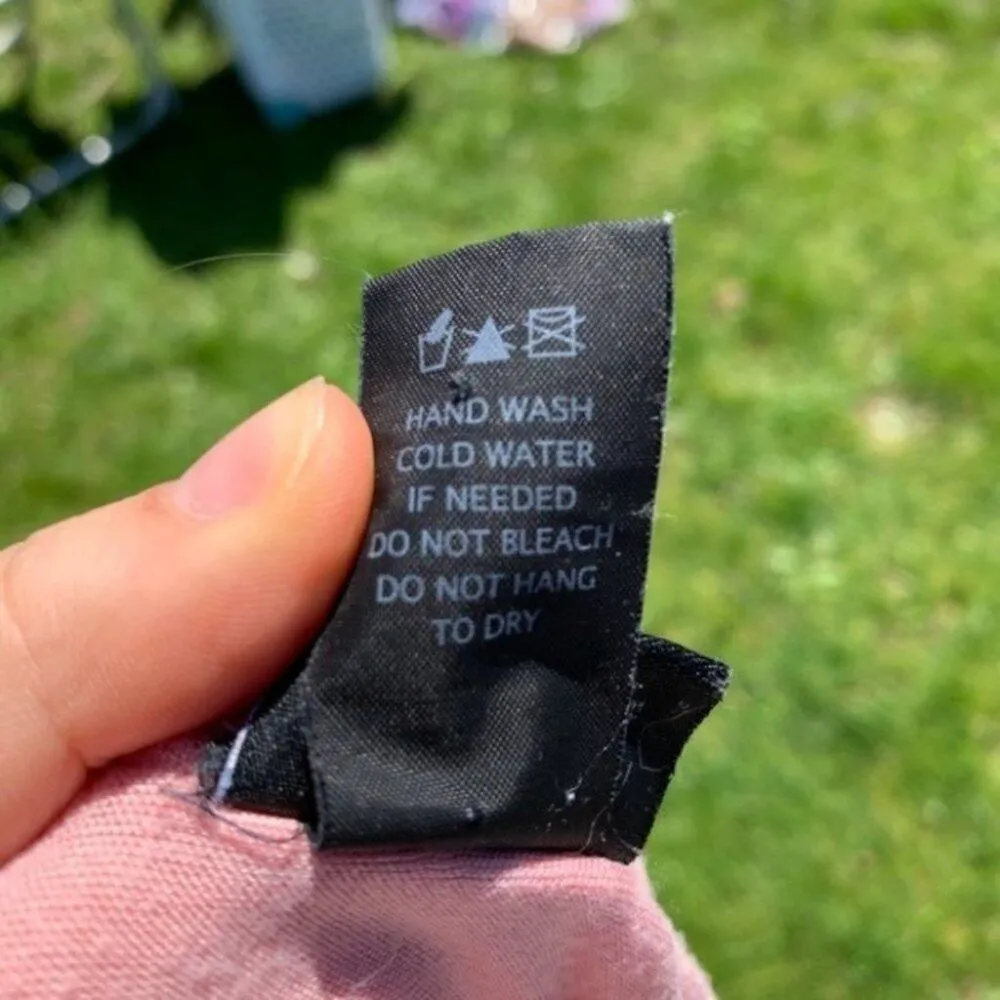 HAND WASH
COLD WATER
IF NEEDED
DO NOT BLEACH
DO NOT HANG
TO DRY